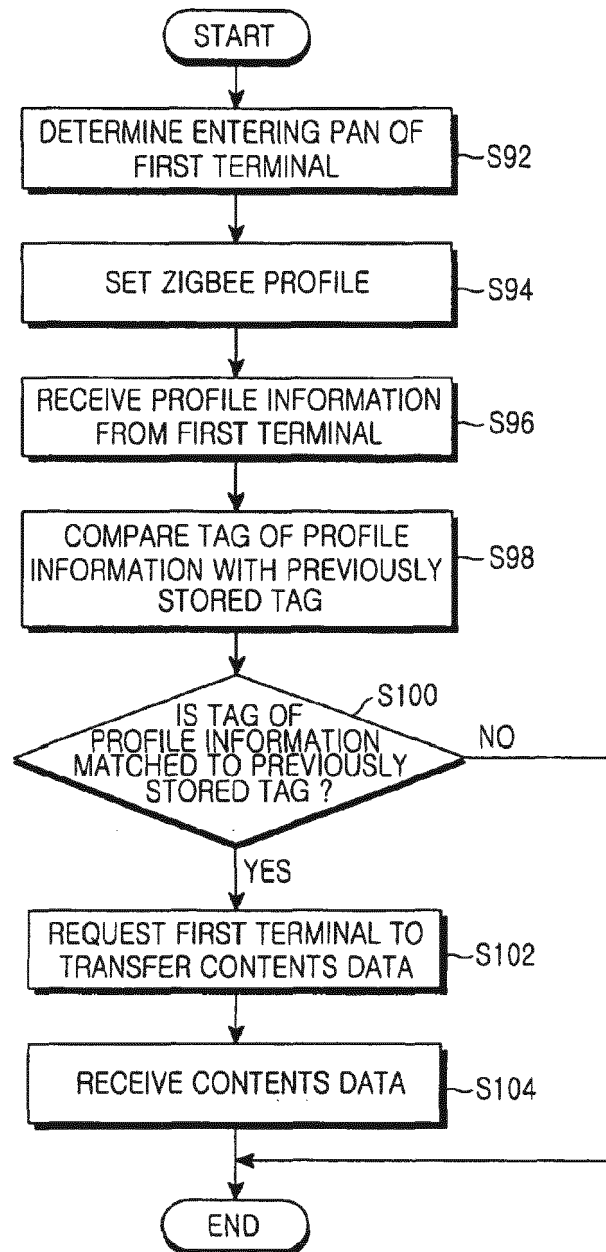 START
DETERMINE ENTERING PAN OF
FIRST TERMINAL
S92
SET ZIGBEE PROFILE
S94
RECEIVE PROFILE INFORMATION
FROM FIRST TERMINAL
S96
COMPARE TAG OF PROFILE
INFORMATION WITH PREVIOUSLY
STORED TAG
S98
S100
IS TAG OF
PROFILE INFORMATION
MATCHED TO PREVIOUSLY
STORED TAG ?
NO
YES
REQUEST FIRST TERMINAL TO
TRANSFER CONTENTS DATA
S102
RECEIVE CONTENTS DATA
S104
END